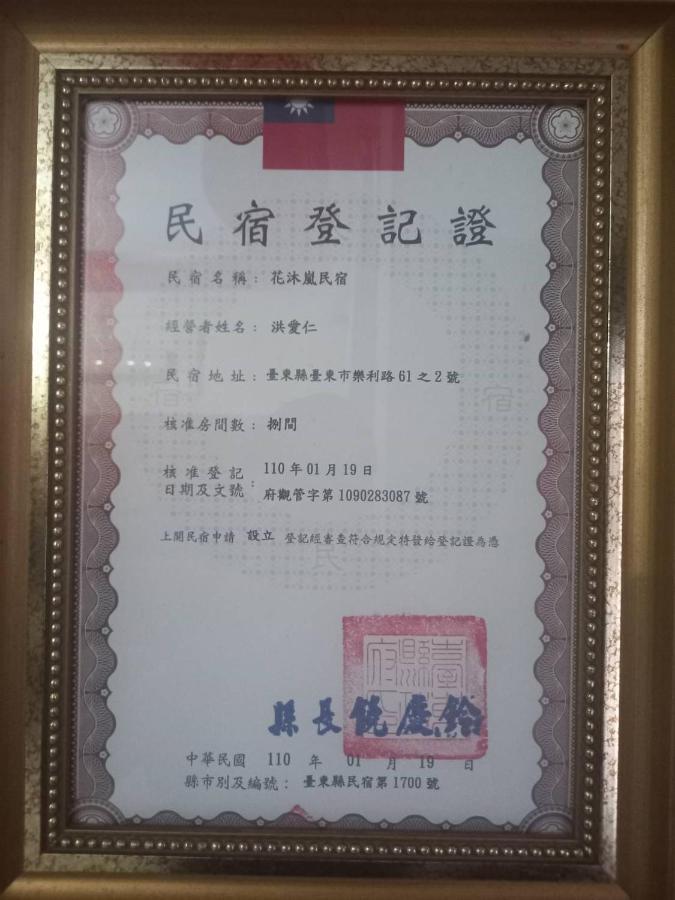 民宿登記證
民宿名稱：花沐嵐民宿
經營者姓名：洪愛仁
民宿地址：臺東縣臺東市樂利路61之2號
核准房間數：捌間
核准登記日期及文號：110年01月19日
府觀管字第1090283087號
上開民宿申請 設立 登記經審查符合規定特發給登記證為憑
縣長饒慶鈴
中華民國 110 年 01 月 19 日
縣市別及編號：臺東縣民宿第1700號